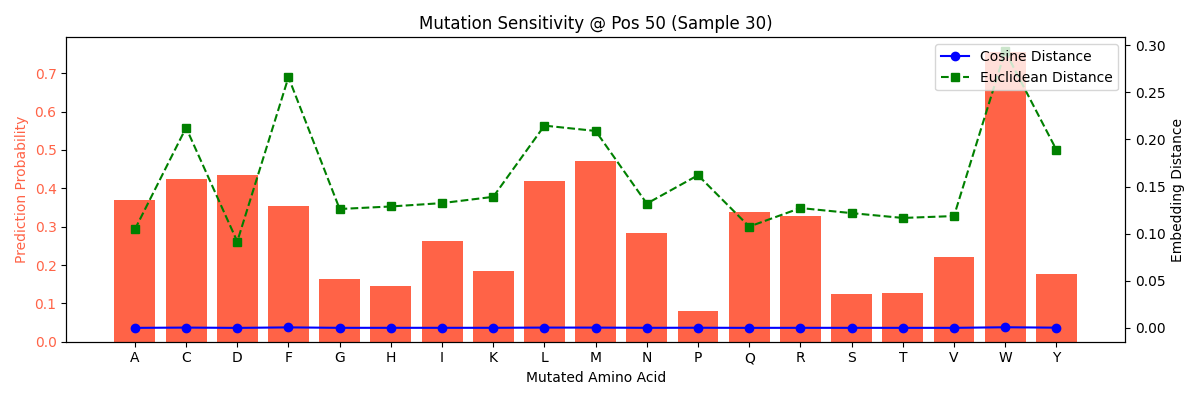 Mutation Sensitivity @ Pos 50 (Sample 30)
Cosine Distance
Euclidean Distance
Prediction Probability
0.7
0.6
0.5
0.4
0.3
0.2
0.1
0.0
0.30
0.25
0.20
0.15
0.10
0.05
0.00
Embedding Distance
A C D F G H I K L M N P Q R S T V W Y
Mutated Amino Acid